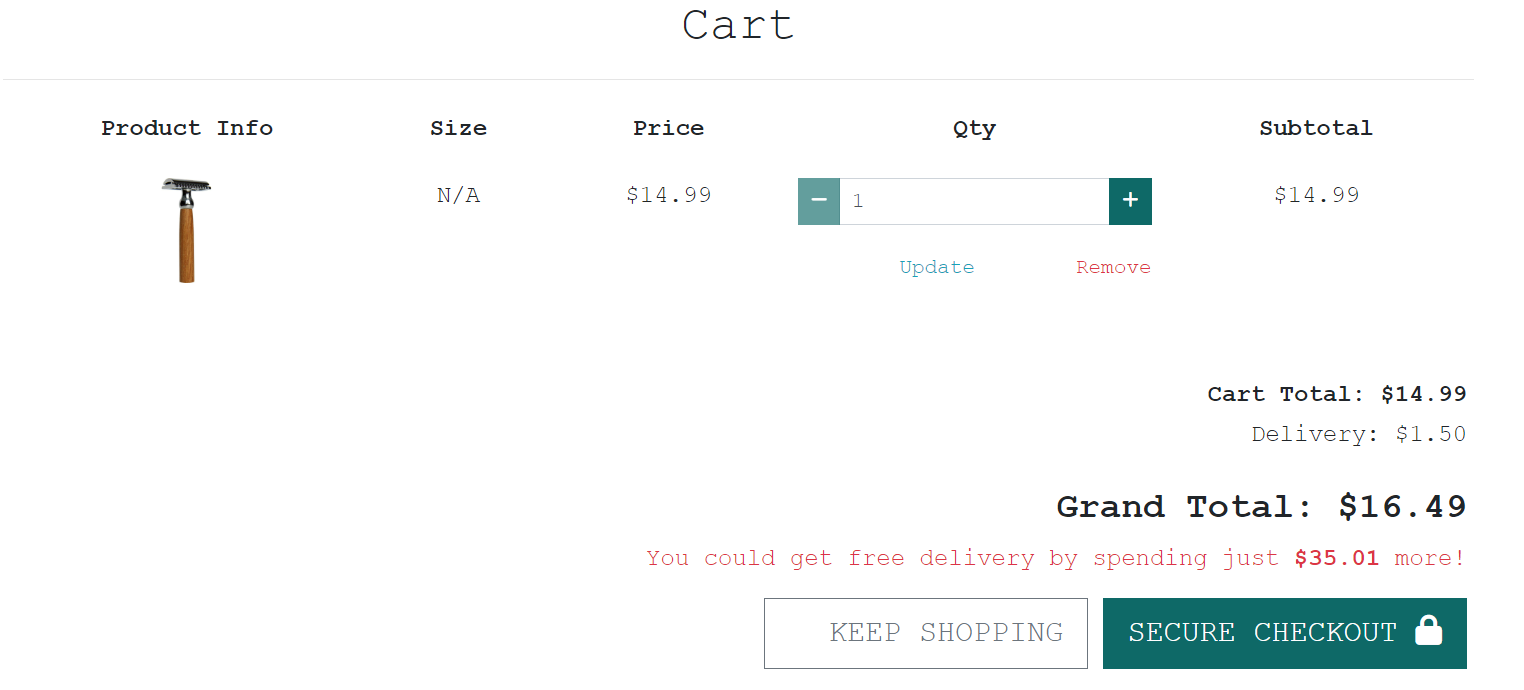 Cart
Product Info Size Price Qty Subtotal
N/A $14.99 − 1 + $14.99
Update Remove
Cart Total: $14.99
Delivery: $1.50
Grand Total: $16.49
You could get free delivery by spending just $35.01 more!
KEEP SHOPPING SECURE CHECKOUT